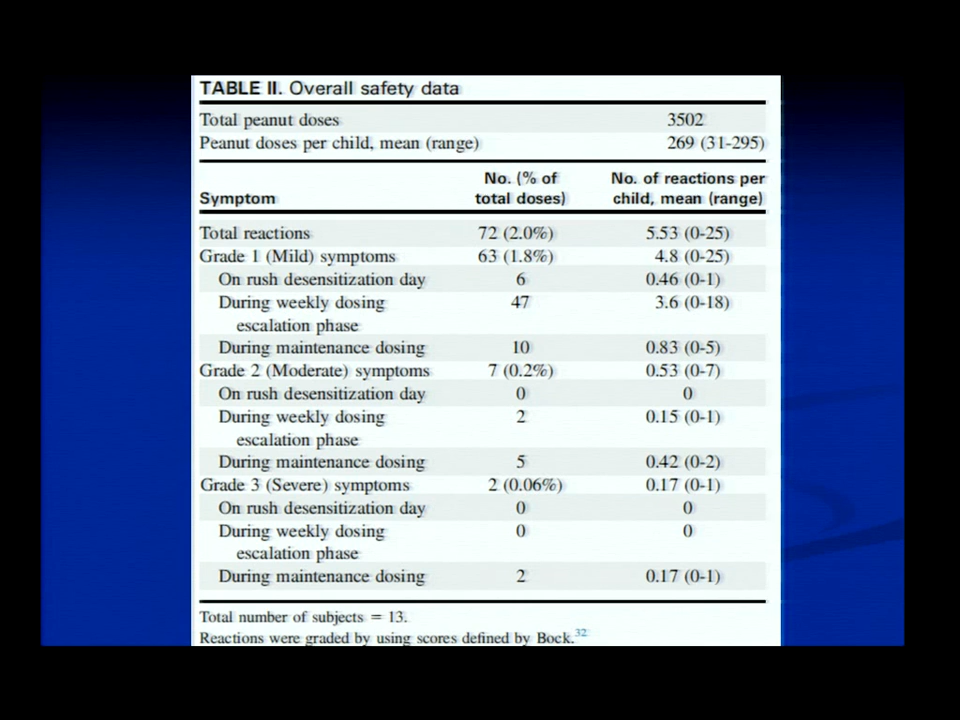 TABLE II. Overall safety data
Total peanut doses 3502
Peanut doses per child, mean (range) 269 (31-295)
No. (% of No. of reactions per
Symptom total doses) child, mean (range)
Total reactions 72 (2.0%) 5.53 (0-25)
Grade 1 (Mild) symptoms 63 (1.8%) 4.8 (0-25)
On rush desensitization day 6 0.46 (0-1)
During weekly dosing 47 3.6 (0-18)
escalation phase
During maintenance dosing 10 0.83 (0-5)
Grade 2 (Moderate) symptoms 7 (0.2%) 0.53 (0-7)
On rush desensitization day 0 0
During weekly dosing 2 0.15 (0-1)
escalation phase
During maintenance dosing 5 0.42 (0-2)
Grade 3 (Severe) symptoms 2 (0.06%) 0.17 (0-1)
On rush desensitization day 0 0
During weekly dosing 0 0
escalation phase
During maintenance dosing 2 0.17 (0-1)
Total number of subjects = 13.
Reactions were graded by using scores defined by Bock.32